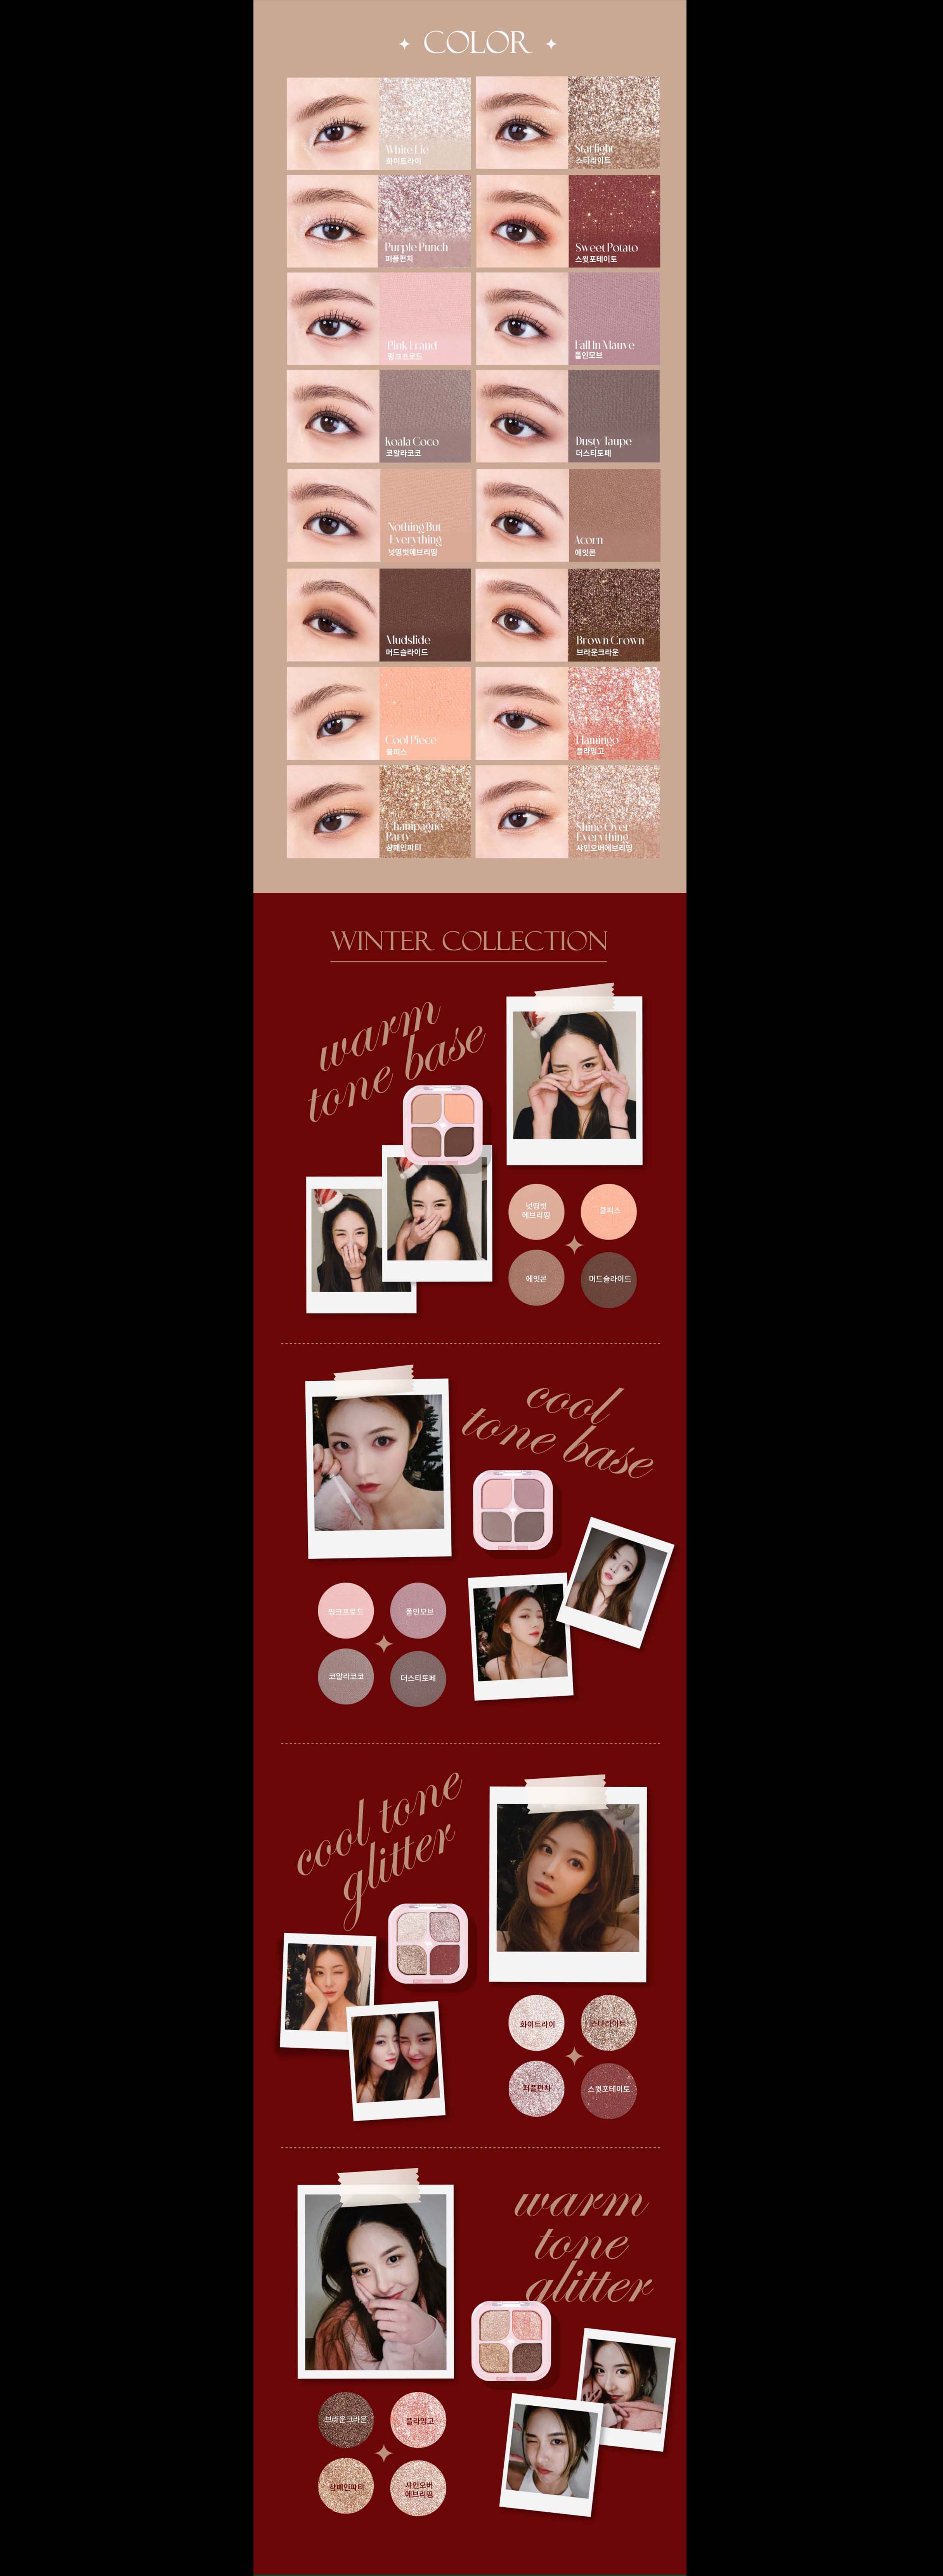 COLOR
White Lie
화이트라이
Starlight
스타라이트
Purple Punch
퍼플펀치
Sweet Potato
스윗포테이토
Pink Fraud
핑크프로드
Fall In Mauve
폴인모브
Koala Coco
코알라코코
Dusty Taupe
더스티토페
Nothing But
Everything
넛띵벗에브리띵
Acorn
에잇콘
Mudslide
머드슬라이드
Brown Crown
브라운크라운
Cool Piece
쿨피스
Flamingo
플라밍고
Champagne
Party
샴페인파티
Shine Over
Everything
샤인오버에브리띵
WINTER COLLECTION
warm
tone base
넛띵벗
에브리띵
쿨피스
에잇콘
머드슬라이드
cool
tone base
핑크프로드
폴인모브
코알라코코
더스티토페
cool tone
glitter
화이트라이
스타라이트
퍼플펀치
스윗포테이토
warm
tone
glitter
브라운크라운
플라밍고
샴페인파티
샤인오버
에브리띵